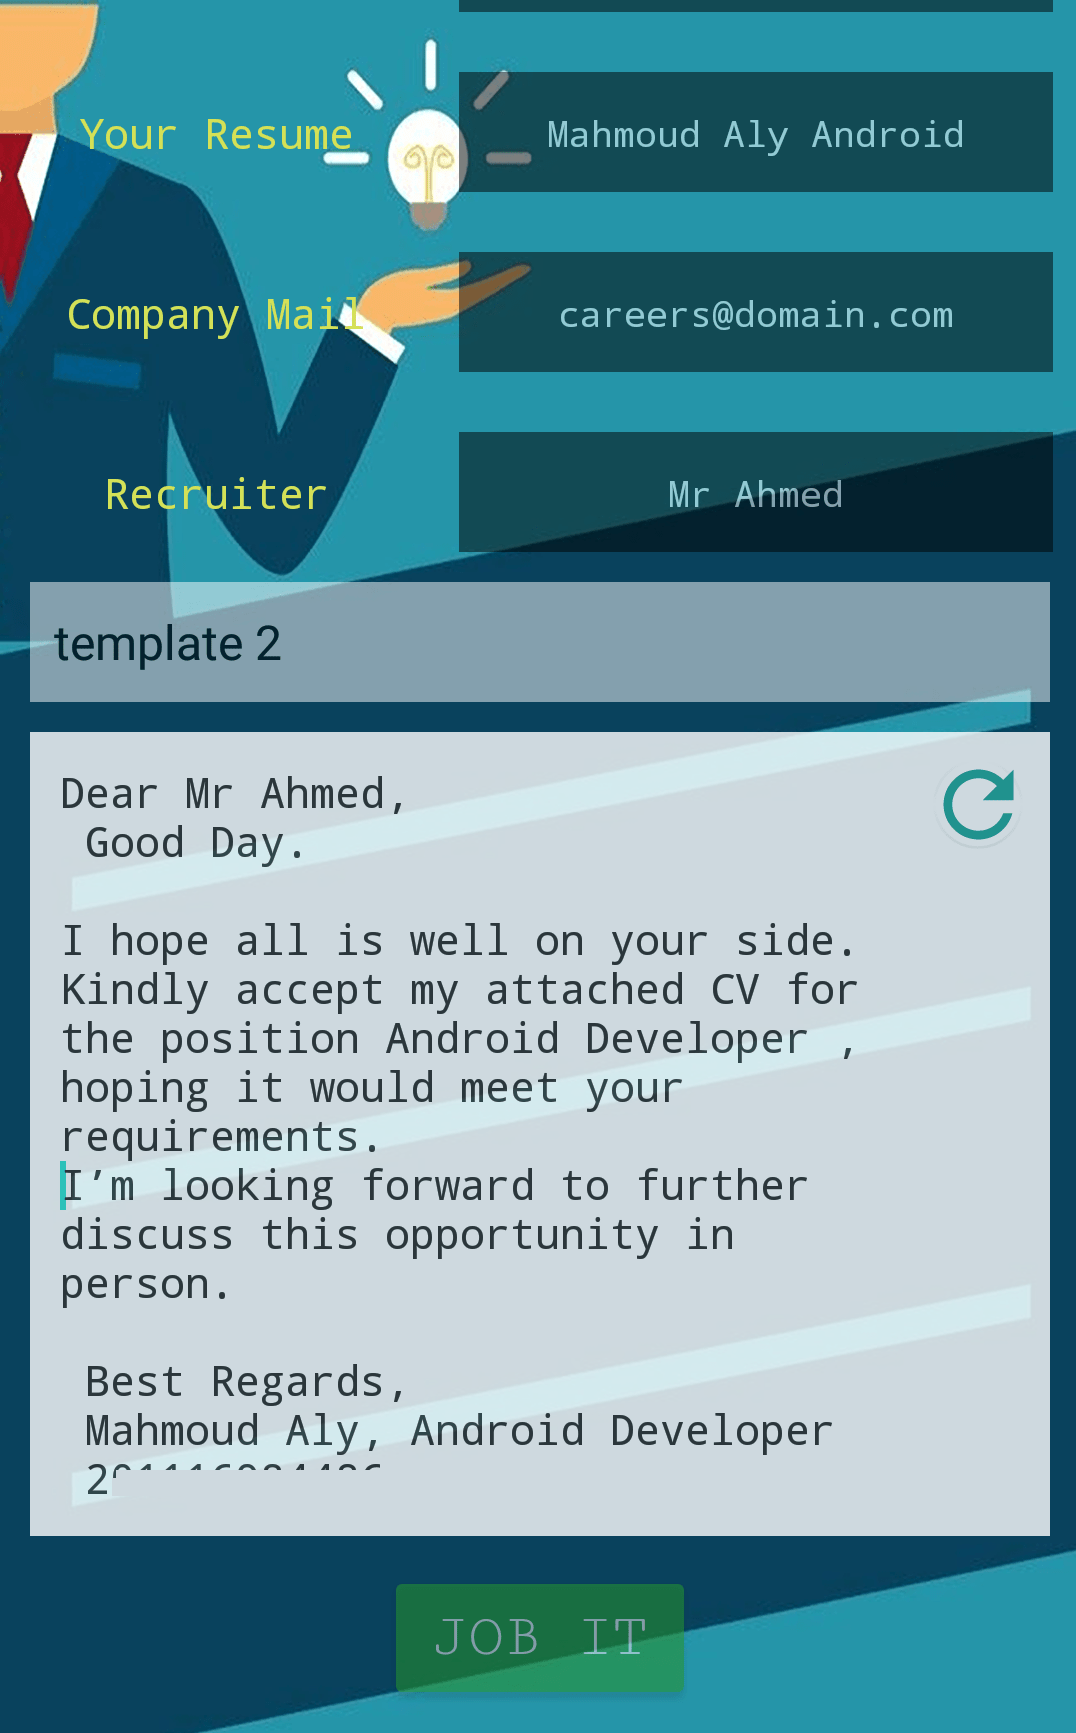 Your Resume
Mahmoud Aly Android
Company Mail
careers@domain.com
Recruiter
Mr Ahmed
template 2
Dear Mr Ahmed,
Good Day.
I hope all is well on your side.
Kindly accept my attached CV for
the position Android Developer ,
hoping it would meet your
requirements.
I’m looking forward to further
discuss this opportunity in
person.
Best Regards,
Mahmoud Aly, Android Developer
JOB IT